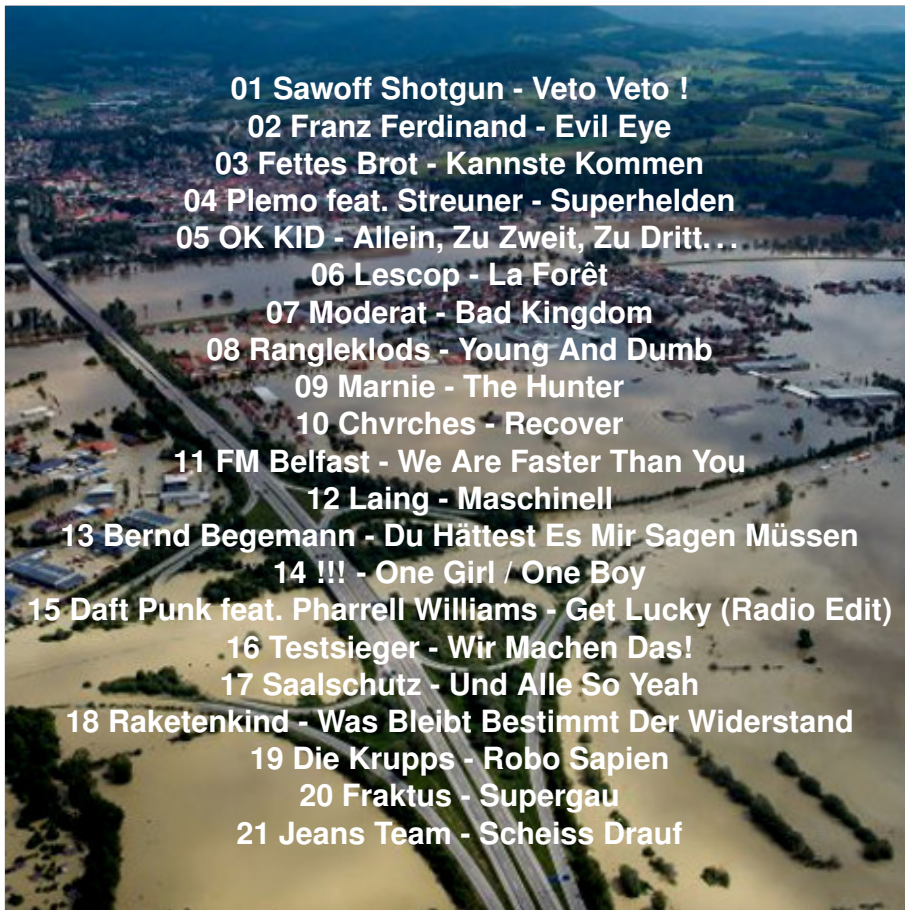 01 Sawoff Shotgun - Veto Veto !
02 Franz Ferdinand - Evil Eye
03 Fettes Brot - Kannste Kommen
04 Plemo feat. Streuner - Superhelden
05 OK KID - Allein, Zu Zweit, Zu Dritt...
06 Lescop - La Forêt
07 Moderat - Bad Kingdom
08 Rangleklods - Young And Dumb
09 Marnie - The Hunter
10 Chvrches - Recover
11 FM Belfast - We Are Faster Than You
12 Laing - Maschinell
13 Bernd Begemann - Du Hättest Es Mir Sagen Müssen
14 !!! - One Girl / One Boy
15 Daft Punk feat. Pharrell Williams - Get Lucky (Radio Edit)
16 Testsieger - Wir Machen Das!
17 Saalschutz - Und Alle So Yeah
18 Raketenkind - Was Bleibt Bestimmt Der Widerstand
19 Die Krupps - Robo Sapien
20 Fraktus - Supergau
21 Jeans Team - Scheiss Drauf